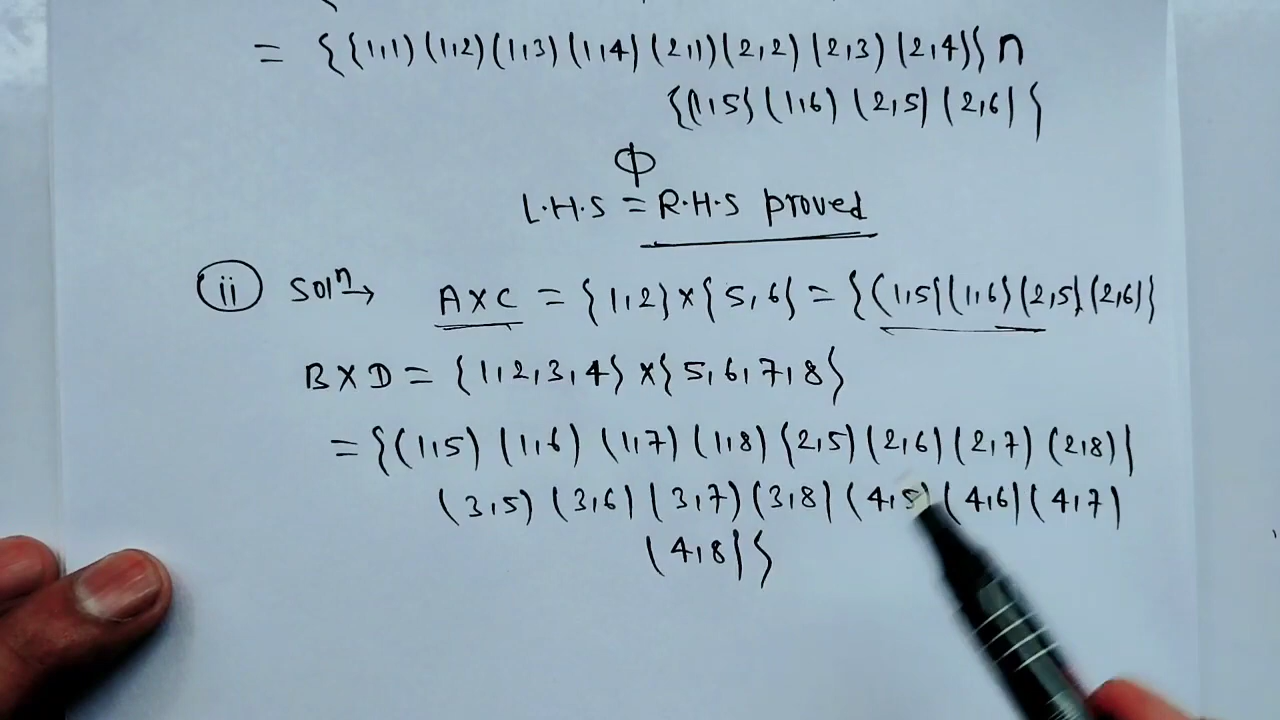 = {(1,1) (1,2) (1,3) (1,4) (2,1) (2,2) (2,3) (2,4)} ∩
{(1,5) (1,6) (2,5) (2,6)}
Φ
L.H.S = R.H.S proved
(ii) Solⁿ→ A×C = {1,2}×{5,6} = {(1,5)(1,6)(2,5)(2,6)}
B×D = {1,2,3,4}×{5,6,7,8}
={(1,5) (1,6) (1,7) (1,8) (2,5) (2,6) (2,7) (2,8)
(3,5) (3,6) (3,7) (3,8) (4,5) (4,6) (4,7)
(4,8)}